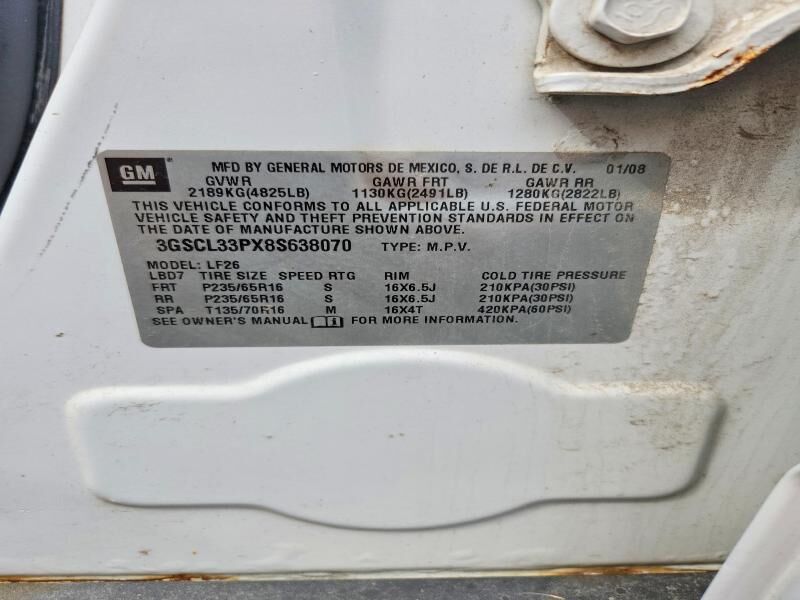 GM MFD BY GENERAL MOTORS DE MEXICO, S. DE R.L. DE C.V. 01/08
GVWR GAWR FRT GAWR RR
2189KG(4825LB) 1130KG(2491LB) 1280KG(2822LB)
THIS VEHICLE CONFORMS TO ALL APPLICABLE U.S. FEDERAL MOTOR
VEHICLE SAFETY AND THEFT PREVENTION STANDARDS IN EFFECT ON
THE DATE OF MANUFACTURE SHOWN ABOVE.
3GSCL33PX8S638070 TYPE: M.P.V.
MODEL: LF26
LBD7 TIRE SIZE SPEED RTG RIM COLD TIRE PRESSURE
FRT P235/65R16 S 16X6.5J 210KPA(30PSI)
RR P235/65R16 S 16X6.5J 210KPA(30PSI)
SPA T135/70R16 M 16X4T 420KPA(60PSI)
SEE OWNER'S MANUAL FOR MORE INFORMATION.